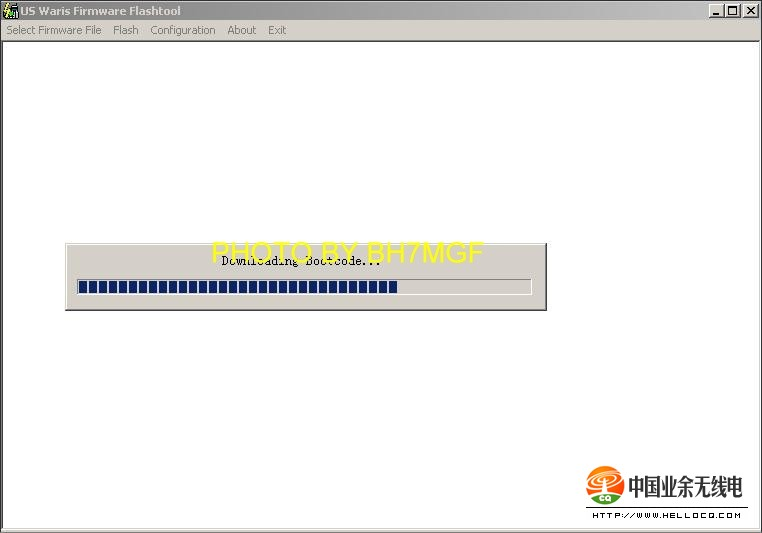 US Waris Firmware Flashtool
Select Firmware File Flash Configuration About Exit
PHOTO BY BH7MGF
Downloading Bootcode...
CQ
中国业余无线电
HTTP://WWW.HELLOCQ.COM